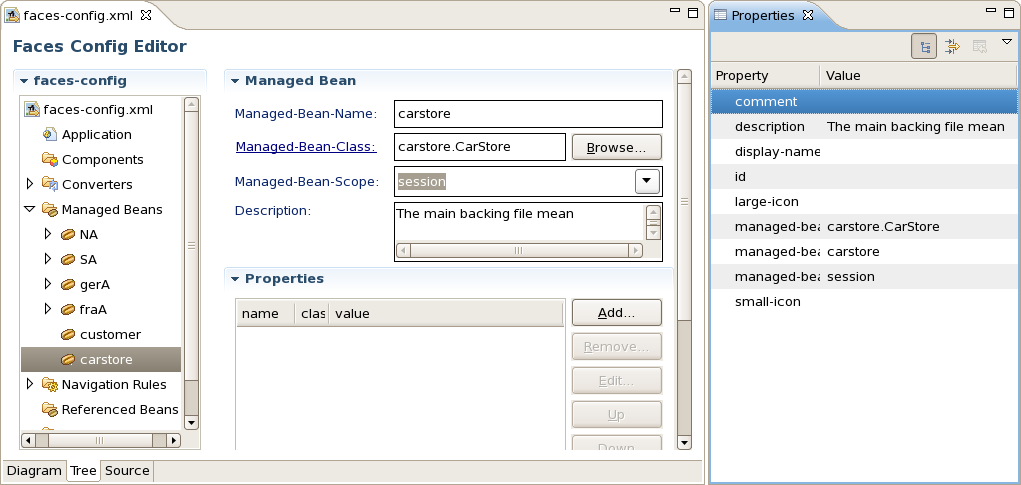 faces-config.xml
Faces Config Editor
faces-config
faces-config.xml
Application
Components
Converters
Managed Beans
NA
SA
gerA
fraA
customer
carstore
Navigation Rules
Referenced Beans
Managed Bean
Managed-Bean-Name: carstore
Managed-Bean-Class: carstore.CarStore Browse...
Managed-Bean-Scope: session
Description: The main backing file mean
Properties
name clas value
Add...
Remove...
Edit...
Up
Down
Diagram Tree Source
Properties
Property Value
comment
description The main backing file mean
display-name
id
large-icon
managed-bea carstore.CarStore
managed-bea carstore
managed-bea session
small-icon